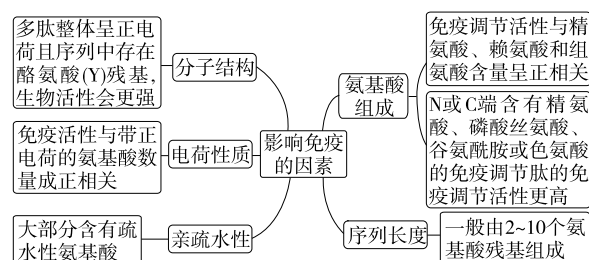 多肽整体呈正电
荷且序列中存在
酪氨酸(Y)残基,
生物活性会更强
分子结构
免疫活性与带正
电荷的氨基酸数
量成正相关
电荷性质
大部分含有疏
水性氨基酸
亲疏水性
影响免疫
的因素
氨基酸
组成
免疫调节活性与精
氨酸、赖氨酸和组
氨酸含量呈正相关
N或C端含有精氨
酸、磷酸丝氨酸、
谷氨酰胺或色氨酸
的免疫调节肽的免
疫调节活性更高
序列长度
一般由2~10个氨
基酸残基组成